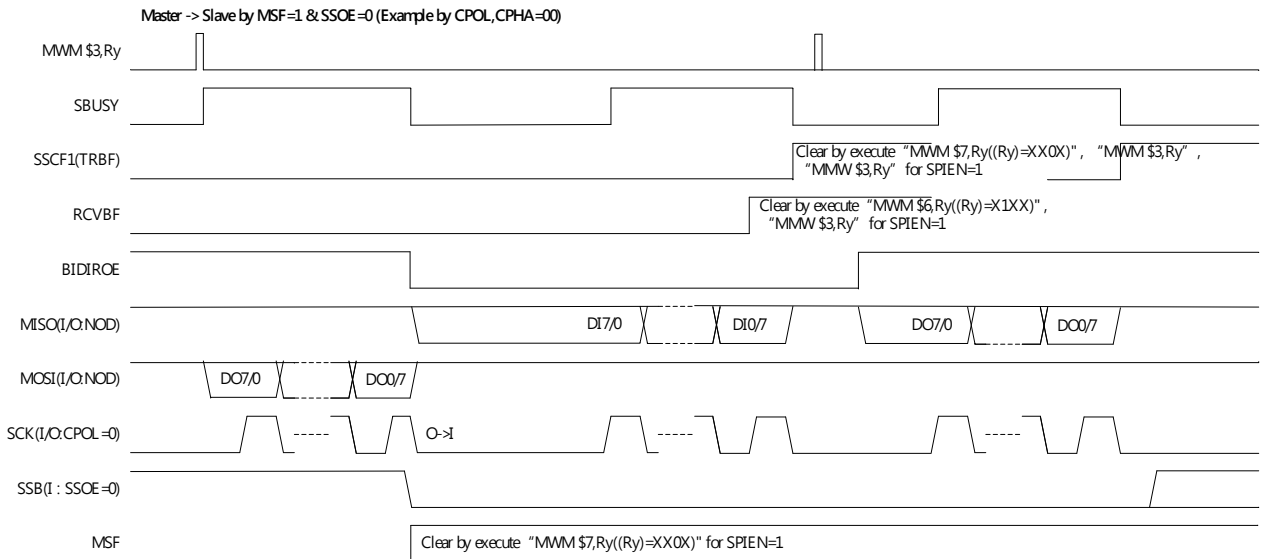 Master -> Slave by MSF=1 & SSOE=0 (Example by CPOL,CPHA=00)
MWM $3,Ry
SBUSY
SSCF1(TRBF)
Clear by execute “MWM $7,Ry((Ry)=XX0X)", “MWM $3,Ry” ,
“MMW $3,Ry” for SPIEN=1
RCVBF
Clear by execute “MWM $6,Ry((Ry)=X1XX)" ,
“MMW $3,Ry” for SPIEN=1
BIDIROE
MISO(I/O:NOD)
DI7/0
DI0/7
DO7/0
DO0/7
MOSI(I/O:NOD)
DO7/0
DO0/7
SCK(I/O:CPOL=0)
O->I
SSB(I : SSOE=0)
MSF
Clear by execute “MWM $7,Ry((Ry)=XX0X)" for SPIEN=1